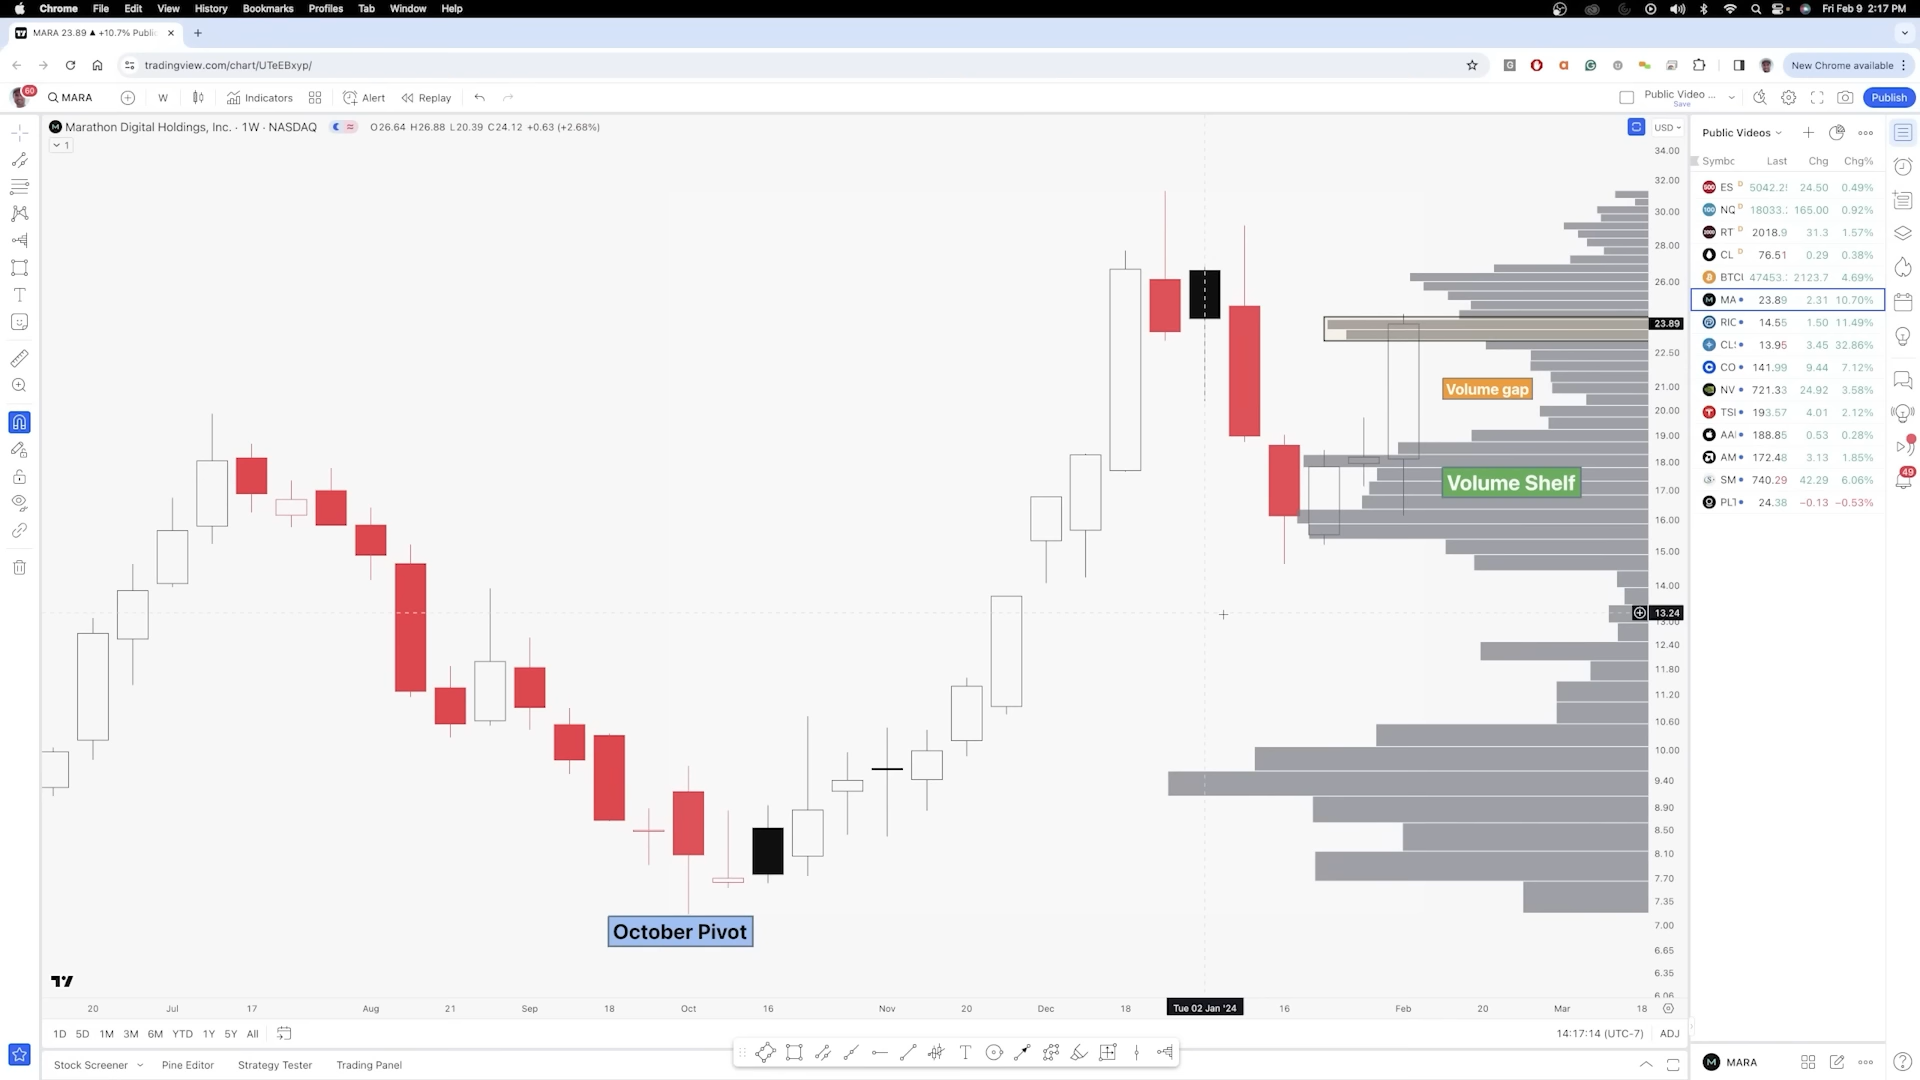 Chrome File Edit View History Bookmarks Profiles Tab Window Help Fri Feb 9 2:17 PM
MARA 23.89 ▲ +10.7% Public
tradingview.com/chart/UTeEBxyp/ New Chrome available
60 MARA W Indicators Alert Replay Public Video ... Save Publish
Marathon Digital Holdings, Inc. · 1W · NASDAQ O26.64 H26.88 L20.39 C24.12 +0.63 (+2.68%) USD
1
Public Videos
Symbc Last Chg Chg%
ES D 5042.2 24.50 0.49%
NQ D 18033. 165.00 0.92%
RT D 2018.9 31.3 1.57%
CL D 76.51 0.29 0.38%
BTC 47453. 2123.7 4.69%
MA 23.89 2.31 10.70%
RIO 14.55 1.50 11.49%
CL 13.95 3.45 32.86%
CO 141.99 9.44 7.12%
NV 721.33 24.92 3.58%
TSI 193.57 4.01 2.12%
AA 188.85 0.53 0.28%
AM 172.48 3.13 1.85%
SM 740.29 42.29 6.06%
PL 24.38 −0.13 −0.53%
49
34.00
32.00
30.00
28.00
26.00
23.89
22.50
21.00
20.00
19.00
18.00
17.00
16.00
15.00
14.00
13.24
13.00
12.40
11.80
11.20
10.60
10.00
9.40
8.90
8.50
8.10
7.70
7.35
7.00
6.65
6.35
6.06
Volume gap
Volume Shelf
October Pivot
20 Jul 17 Aug 21 Sep 18 Oct 16 Nov 20 Dec 18 Tue 02 Jan '24 16 Feb 20 Mar 18
1D 5D 1M 3M 6M YTD 1Y 5Y All 14:17:14 (UTC-7) ADJ
Stock Screener Pine Editor Strategy Tester Trading Panel
MARA